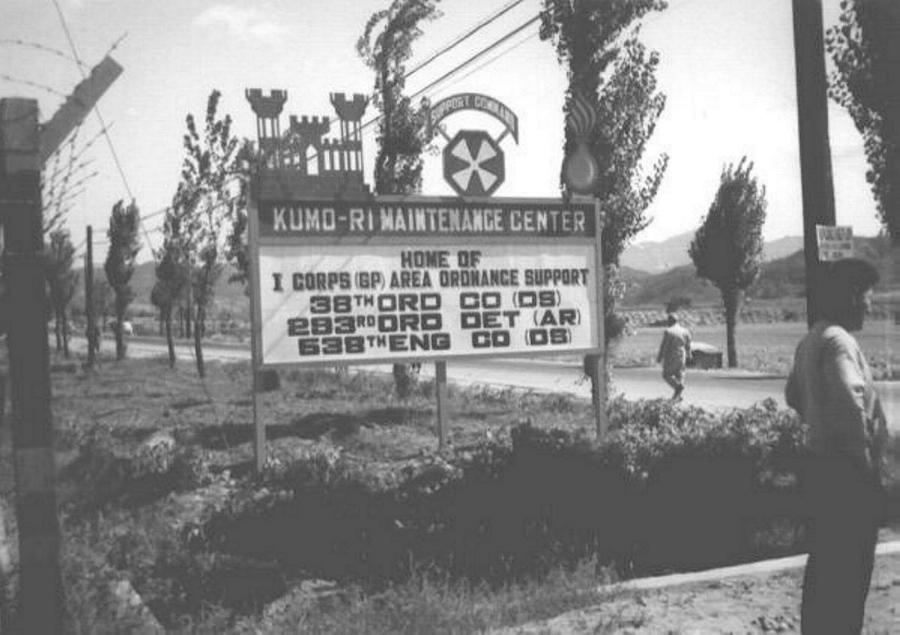 SUPPORT COMMAND
KUMO-RI MAINTENANCE CENTER
HOME OF
I CORPS (GP) AREA ORDNANCE SUPPORT
38TH ORD CO (DS)
293RD ORD DET (AR)
538TH ENG CO (DS)